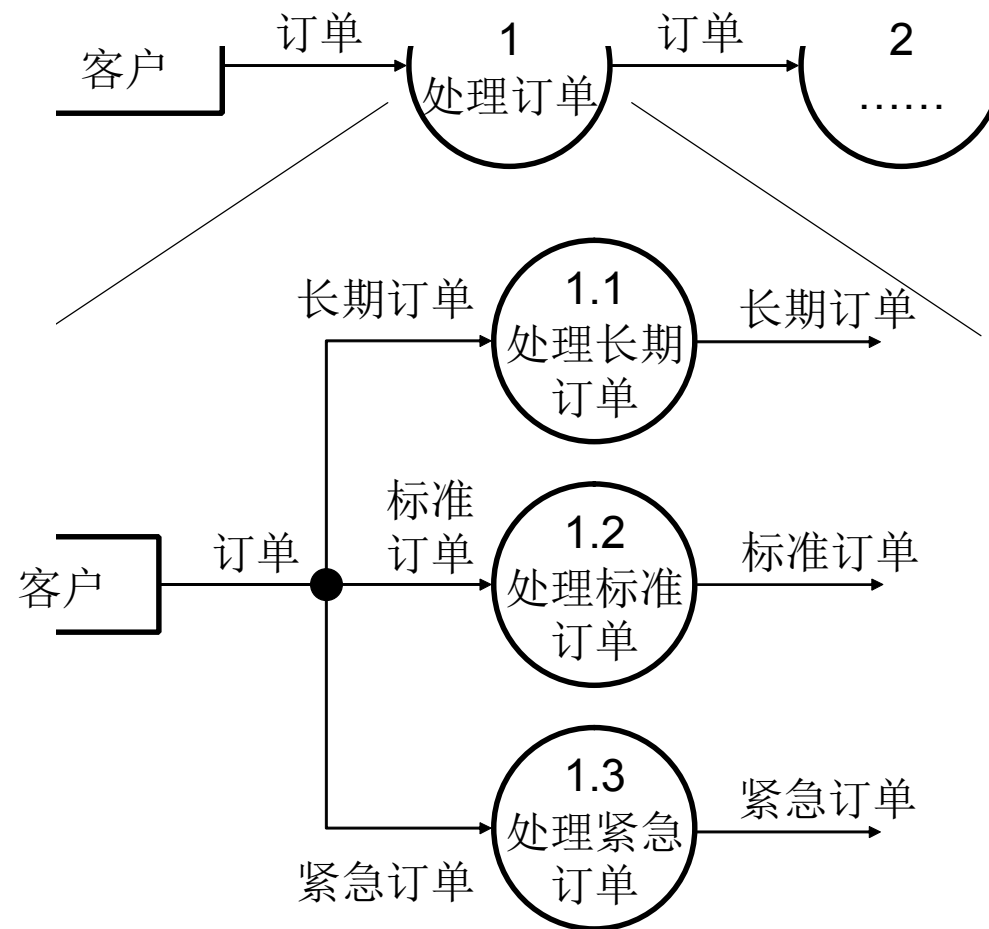 订单
1
订单
2
客户
处理订单
......
长期订单
1.1
处理长期
订单
长期订单
标准
订单
1.2
处理标准
订单
标准订单
客户
订单
1.3
处理紧急
订单
紧急订单
紧急订单